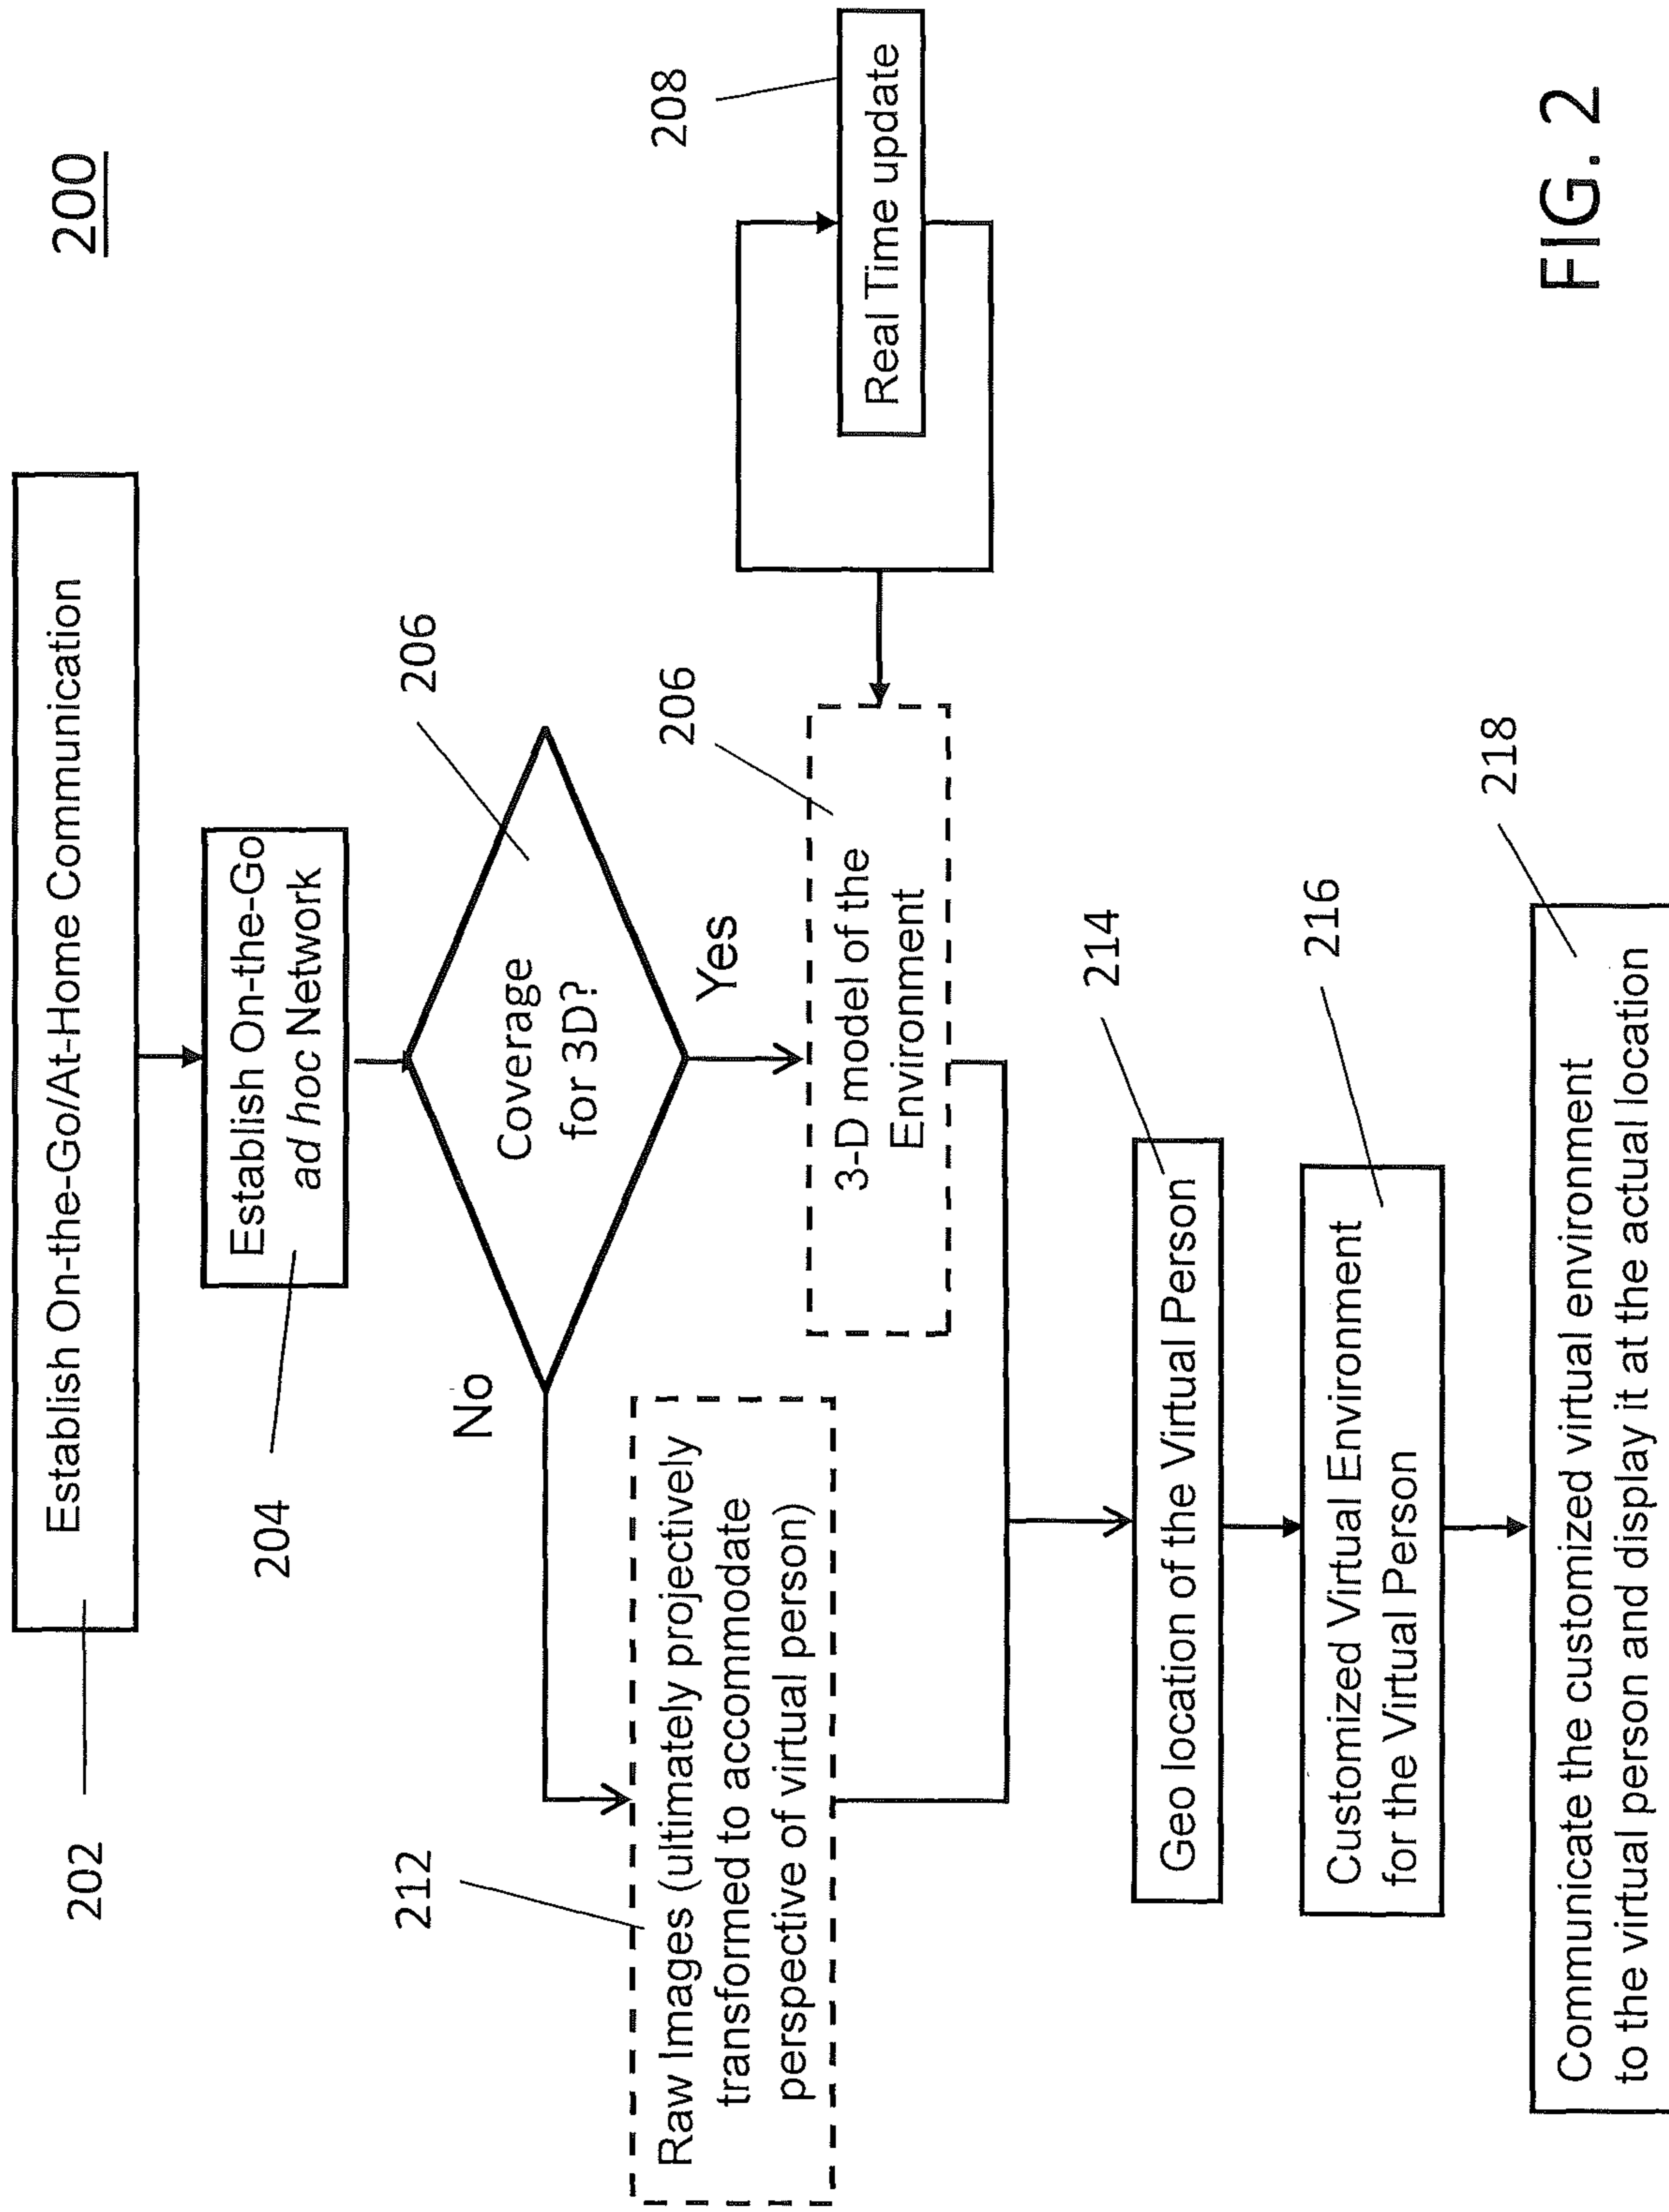 200
202
Establish On-the-Go/At-Home Communication
204
Establish On-the-Go
ad hoc Network
206
Coverage
for 3D?
No
Yes
212
Raw Images (ultimately projectively
transformed to accommodate
perspective of virtual person)
206
3-D model of the
Environment
208
Real Time update
214
Geo location of the Virtual Person
216
Customized Virtual Environment
for the Virtual Person
218
Communicate the customized virtual environment
to the virtual person and display it at the actual location
FIG. 2